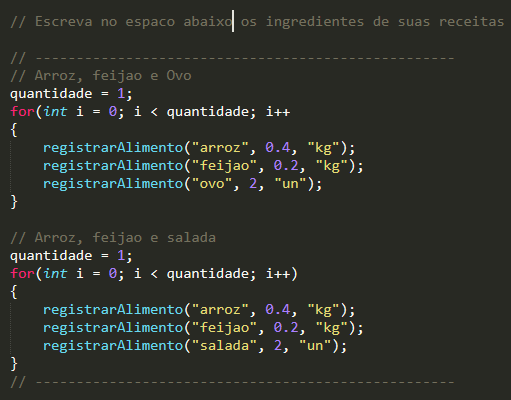 // Escreva no espaco abaixo os ingredientes de suas receitas
// ---------------------------------------------------
// Arroz, feijao e Ovo
quantidade = 1;
for(int i = 0; i < quantidade; i++
{
    registrarAlimento("arroz", 0.4, "kg");
    registrarAlimento("feijao", 0.2, "kg");
    registrarAlimento("ovo", 2, "un");
}
// Arroz, feijao e salada
quantidade = 1;
for(int i = 0; i < quantidade; i++)
{
    registrarAlimento("arroz", 0.4, "kg");
    registrarAlimento("feijao", 0.2, "kg");
    registrarAlimento("salada", 2, "un");
}
// ---------------------------------------------------